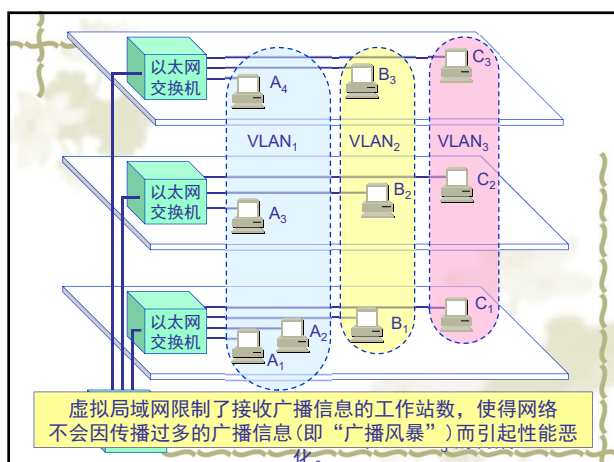 以太网
交换机
A₄
B₃
C₃
VLAN₁
VLAN₂
VLAN₃
以太网
交换机
A₃
B₂
C₂
以太网
交换机
A₁
A₂
B₁
C₁
虚拟局域网限制了接收广播信息的工作站数，使得网络
不会因传播过多的广播信息(即“广播风暴”)而引起性能恶
化。